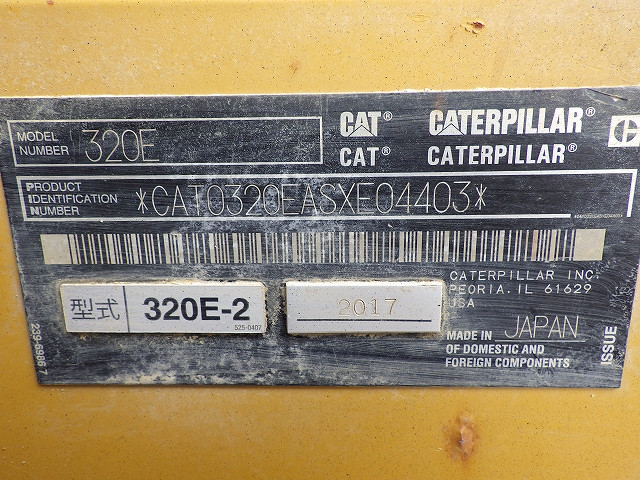 MODEL NUMBER 320E
CAT® CATERPILLAR®
CAT® CATERPILLAR®
PRODUCT IDENTIFICATION NUMBER *CAT0320EASXE04403*
CATERPILLAR INC.
PEORIA, IL 61629
USA
型式 320E-2
525-0407
2017
MADE IN JAPAN
OF DOMESTIC AND
FOREIGN COMPONENTS
239-6986 7
ISSUE